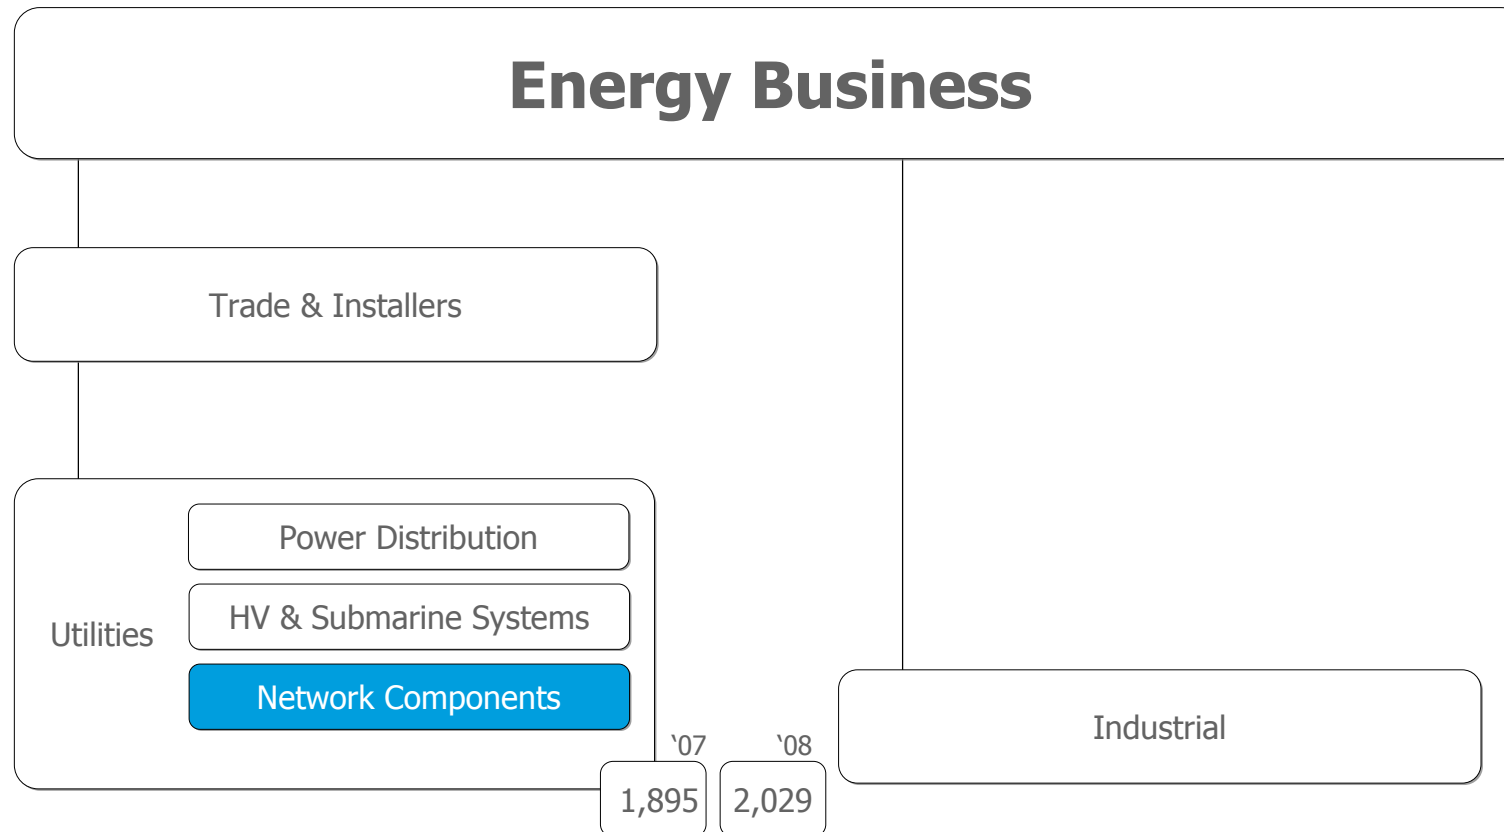 Energy Business
Trade & Installers
Utilities
Power Distribution
HV & Submarine Systems
Network Components
‘07 ‘08
1,895 2,029
Industrial